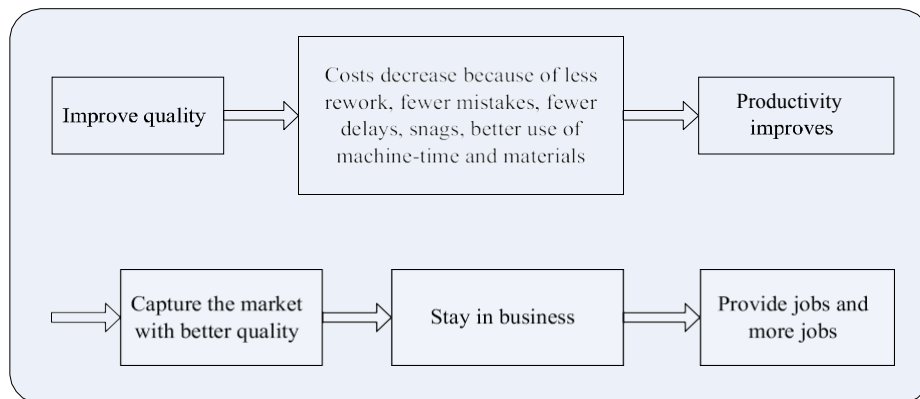 Improve quality
Costs decrease because of less
rework, fewer mistakes, fewer
delays, snags, better use of
machine-time and materials
Productivity
improves
Capture the market
with better quality
Stay in business
Provide jobs and
more jobs